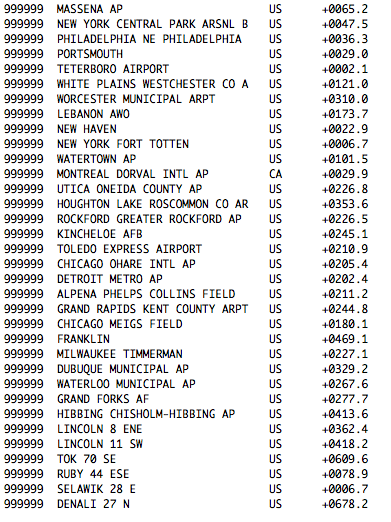 999999 MASSENA AP US +0065.2
999999 NEW YORK CENTRAL PARK ARSNL B US +0047.5
999999 PHILADELPHIA NE PHILADELPHIA US +0036.3
999999 PORTSMOUTH US +0029.0
999999 TETERBORO AIRPORT US +0002.1
999999 WHITE PLAINS WESTCHESTER CO A US +0121.0
999999 WORCESTER MUNICIPAL ARPT US +0310.0
999999 LEBANON AWO US +0173.7
999999 NEW HAVEN US +0022.9
999999 NEW YORK FORT TOTTEN US +0006.7
999999 WATERTOWN AP US +0101.5
999999 MONTREAL DORVAL INTL AP CA +0029.9
999999 UTICA ONEIDA COUNTY AP US +0226.8
999999 HOUGHTON LAKE ROSCOMMON CO AR US +0353.6
999999 ROCKFORD GREATER ROCKFORD AP US +0226.5
999999 KINCHELOE AFB US +0245.1
999999 TOLEDO EXPRESS AIRPORT US +0210.9
999999 CHICAGO OHARE INTL AP US +0205.4
999999 DETROIT METRO AP US +0202.4
999999 ALPENA PHELPS COLLINS FIELD US +0211.2
999999 GRAND RAPIDS KENT COUNTY ARPT US +0244.8
999999 CHICAGO MEIGS FIELD US +0180.1
999999 FRANKLIN US +0469.1
999999 MILWAUKEE TIMMERMAN US +0227.1
999999 DUBUQUE MUNICIPAL AP US +0329.2
999999 WATERLOO MUNICIPAL AP US +0267.6
999999 GRAND FORKS AF US +0277.7
999999 HIBBING CHISHOLM-HIBBING AP US +0413.6
999999 LINCOLN 8 ENE US +0362.4
999999 LINCOLN 11 SW US +0418.2
999999 TOK 70 SE US +0609.6
999999 RUBY 44 ESE US +0078.9
999999 SELAWIK 28 E US +0006.7
999999 DENALI 27 N US +0678.2